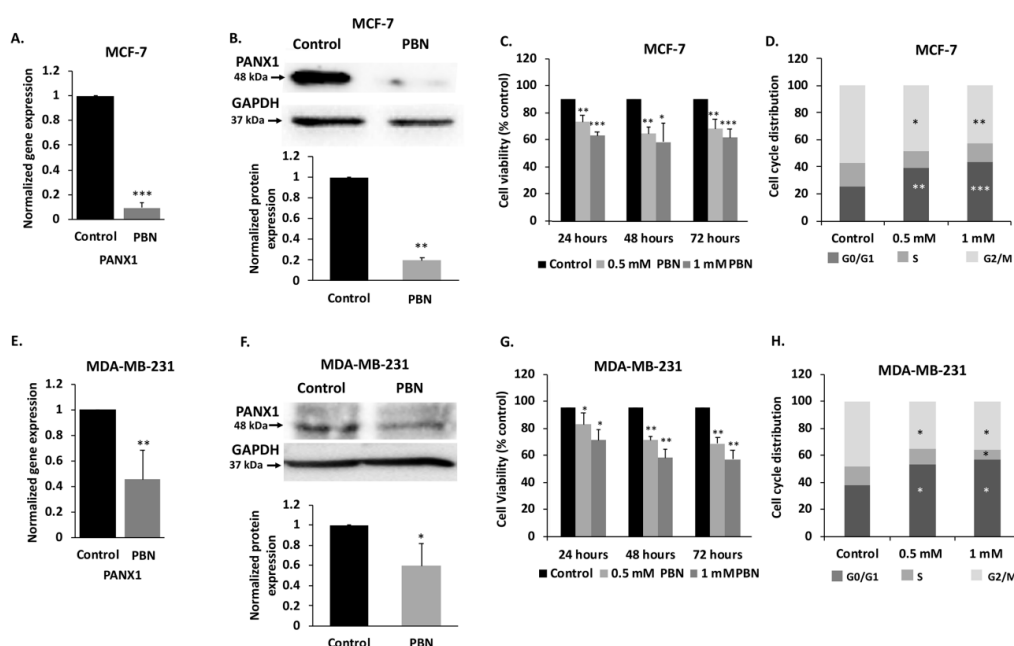 A.
MCF-7
Normalized gene expression
1.2
1
0.8
0.6
0.4
0.2
0
***
Control PBN
PANX1
B.
MCF-7
Control PBN
PANX1
48 kDa
GAPDH
37 kDa
Normalized protein
expression
1.2
1
0.8
0.6
0.4
0.2
0
**
Control PBN
C.
MCF-7
Cell viability (% control)
120
100
80
60
40
20
0
** *** ** * ** ***
24 hours 48 hours 72 hours
Control 0.5 mM PBN 1 mM PBN
D.
MCF-7
Cell cycle distribution
120
100
80
60
40
20
0
* **
** ***
Control 0.5 mM 1 mM
G0/G1 S G2/M
E.
MDA-MB-231
Normalized gene expression
1.2
1
0.8
0.6
0.4
0.2
0
**
Control PBN
PANX1
F.
MDA-MB-231
Control PBN
PANX1
48 kDa
GAPDH
37 kDa
Normalized protein
expression
1.2
1
0.8
0.6
0.4
0.2
0
*
Control PBN
G.
MDA-MB-231
Cell Viability (% control)
120
100
80
60
40
20
0
* * ** ** ** **
24 hours 48 hours 72 hours
Control 0.5 mM PBN 1 mM PBN
H.
MDA-MB-231
Cell cycle distribution
120
100
80
60
40
20
0
* *
*
* *
Control 0.5 mM 1 mM
G0/G1 S G2/M